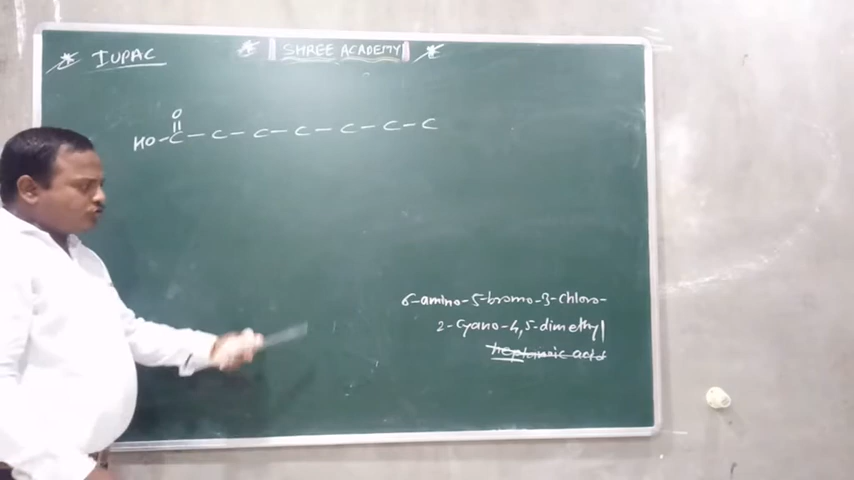 IUPAC
SHREE ACADEMY
O
HO-C-C-C-C-C-C-C
6-amino-5-bromo-3-chloro-
2-cyano-4,5-dimethyl
heptanoic acid